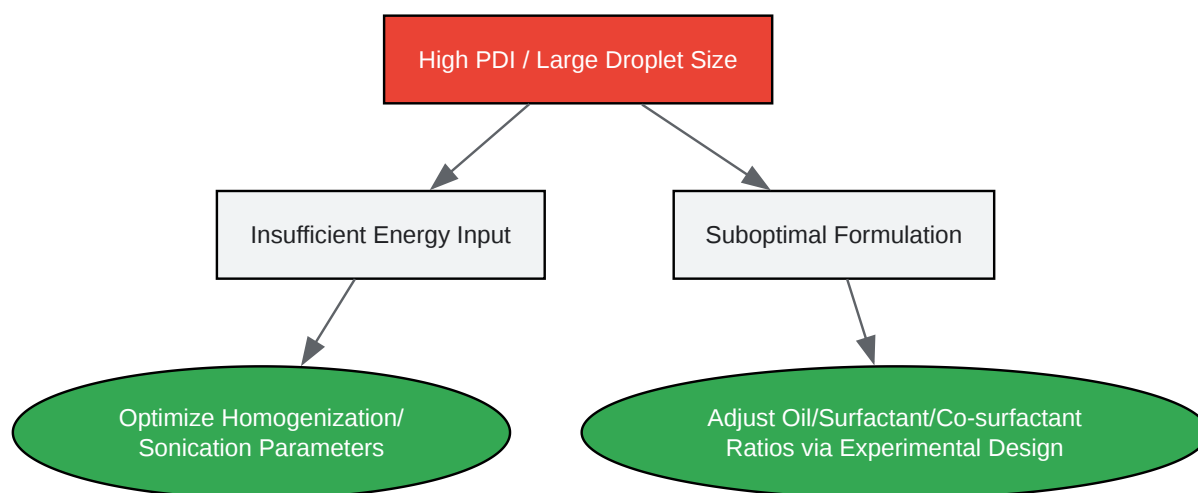 High PDI / Large Droplet Size
Insufficient Energy Input
Suboptimal Formulation
Optimize Homogenization/
Sonication Parameters
Adjust Oil/Surfactant/Co-surfactant
Ratios via Experimental Design